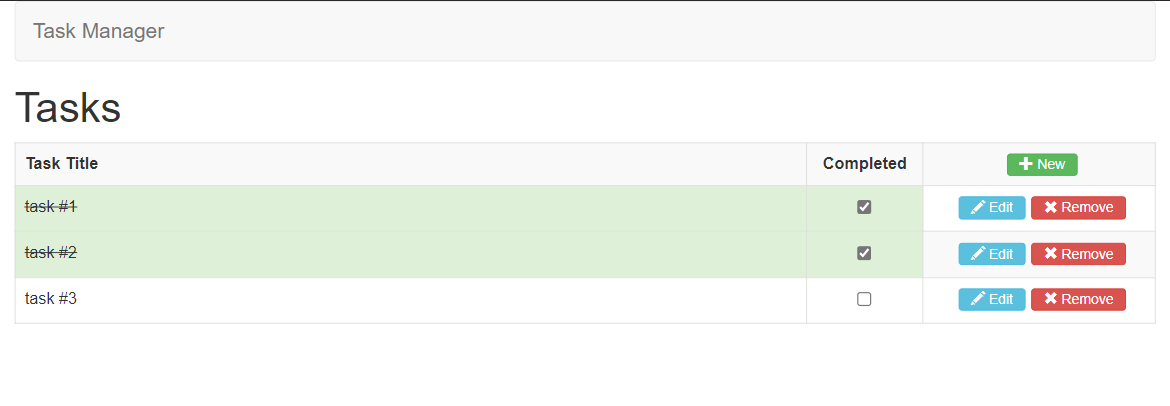 Task Manager
Tasks
Task Title Completed New
task #1 Edit Remove
task #2 Edit Remove
task #3 Edit Remove